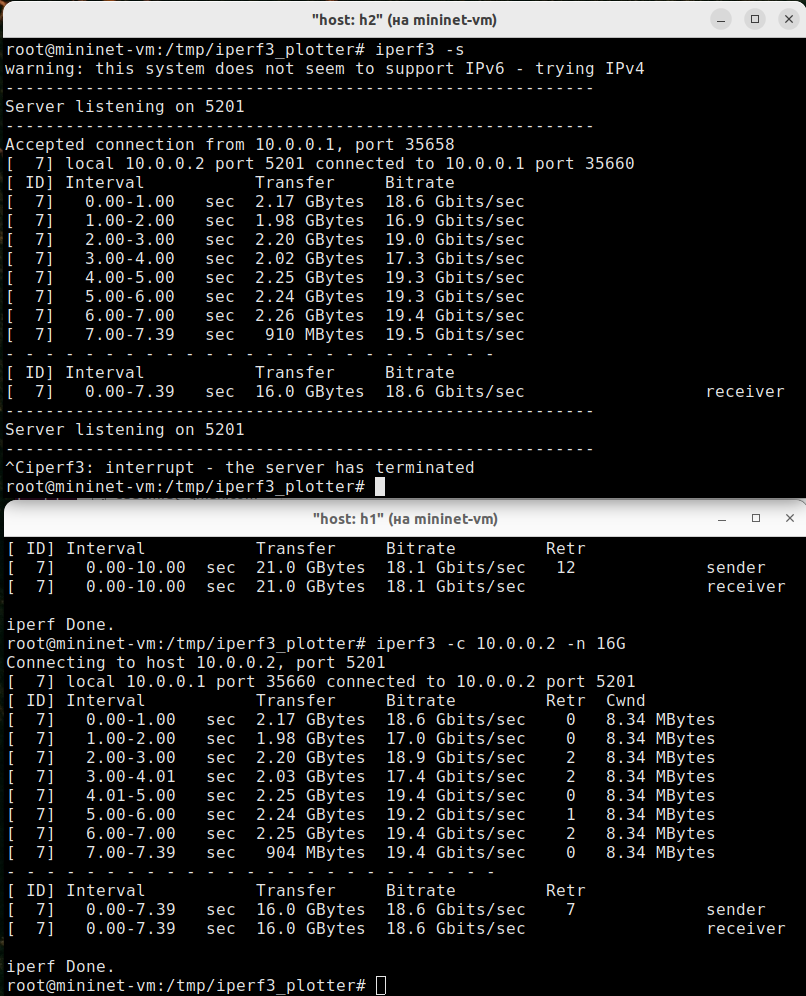 "host: h2" (на mininet-vm)
root@mininet-vm:/tmp/iperf3_plotter# iperf3 -s
warning: this system does not seem to support IPv6 - trying IPv4
-----------------------------------------------------------
Server listening on 5201
-----------------------------------------------------------
Accepted connection from 10.0.0.1, port 35658
[  7] local 10.0.0.2 port 5201 connected to 10.0.0.1 port 35660
[ ID] Interval           Transfer     Bitrate
[  7]   0.00-1.00   sec  2.17 GBytes  18.6 Gbits/sec
[  7]   1.00-2.00   sec  1.98 GBytes  16.9 Gbits/sec
[  7]   2.00-3.00   sec  2.20 GBytes  19.0 Gbits/sec
[  7]   3.00-4.00   sec  2.02 GBytes  17.3 Gbits/sec
[  7]   4.00-5.00   sec  2.25 GBytes  19.3 Gbits/sec
[  7]   5.00-6.00   sec  2.24 GBytes  19.3 Gbits/sec
[  7]   6.00-7.00   sec  2.26 GBytes  19.4 Gbits/sec
[  7]   7.00-7.39   sec   910 MBytes  19.5 Gbits/sec
- - - - - - - - - - - - - - - - - - - - - - - - -
[ ID] Interval           Transfer     Bitrate
[  7]   0.00-7.39   sec  16.0 GBytes  18.6 Gbits/sec                  receiver
-----------------------------------------------------------
Server listening on 5201
-----------------------------------------------------------
^Ciperf3: interrupt - the server has terminated
root@mininet-vm:/tmp/iperf3_plotter#
"host: h1" (на mininet-vm)
[ ID] Interval           Transfer     Bitrate         Retr
[  7]   0.00-10.00  sec  21.0 GBytes  18.1 Gbits/sec   12             sender
[  7]   0.00-10.00  sec  21.0 GBytes  18.1 Gbits/sec                  receiver
iperf Done.
root@mininet-vm:/tmp/iperf3_plotter# iperf3 -c 10.0.0.2 -n 16G
Connecting to host 10.0.0.2, port 5201
[  7] local 10.0.0.1 port 35660 connected to 10.0.0.2 port 5201
[ ID] Interval           Transfer     Bitrate         Retr  Cwnd
[  7]   0.00-1.00   sec  2.17 GBytes  18.6 Gbits/sec    0   8.34 MBytes
[  7]   1.00-2.00   sec  1.98 GBytes  17.0 Gbits/sec    0   8.34 MBytes
[  7]   2.00-3.00   sec  2.20 GBytes  18.9 Gbits/sec    2   8.34 MBytes
[  7]   3.00-4.01   sec  2.03 GBytes  17.4 Gbits/sec    2   8.34 MBytes
[  7]   4.01-5.00   sec  2.25 GBytes  19.4 Gbits/sec    0   8.34 MBytes
[  7]   5.00-6.00   sec  2.24 GBytes  19.2 Gbits/sec    1   8.34 MBytes
[  7]   6.00-7.00   sec  2.25 GBytes  19.4 Gbits/sec    2   8.34 MBytes
[  7]   7.00-7.39   sec   904 MBytes  19.4 Gbits/sec    0   8.34 MBytes
- - - - - - - - - - - - - - - - - - - - - - - - -
[ ID] Interval           Transfer     Bitrate         Retr
[  7]   0.00-7.39   sec  16.0 GBytes  18.6 Gbits/sec    7             sender
[  7]   0.00-7.39   sec  16.0 GBytes  18.6 Gbits/sec                  receiver
iperf Done.
root@mininet-vm:/tmp/iperf3_plotter#